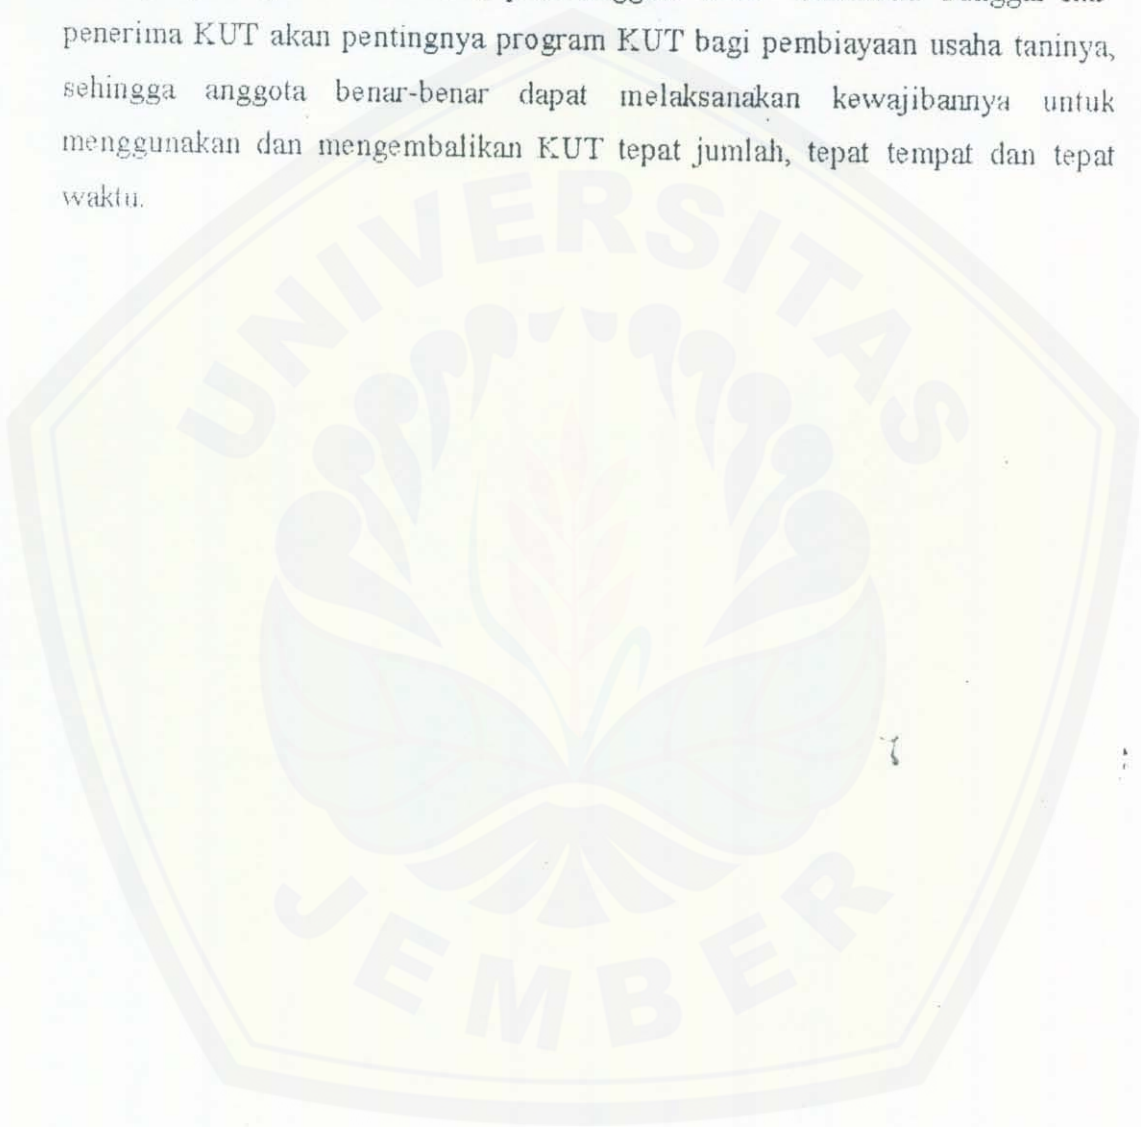 penerima KUT akan pentingnya program KUT bagi pembiayaan usaha taninya,
sehingga anggota benar-benar dapat melaksanakan kewajibannya untuk
menggunakan dan mengembalikan KUT tepat jumlah, tepat tempat dan tepat
waktu.
UNIVERSITAS
JEMBER